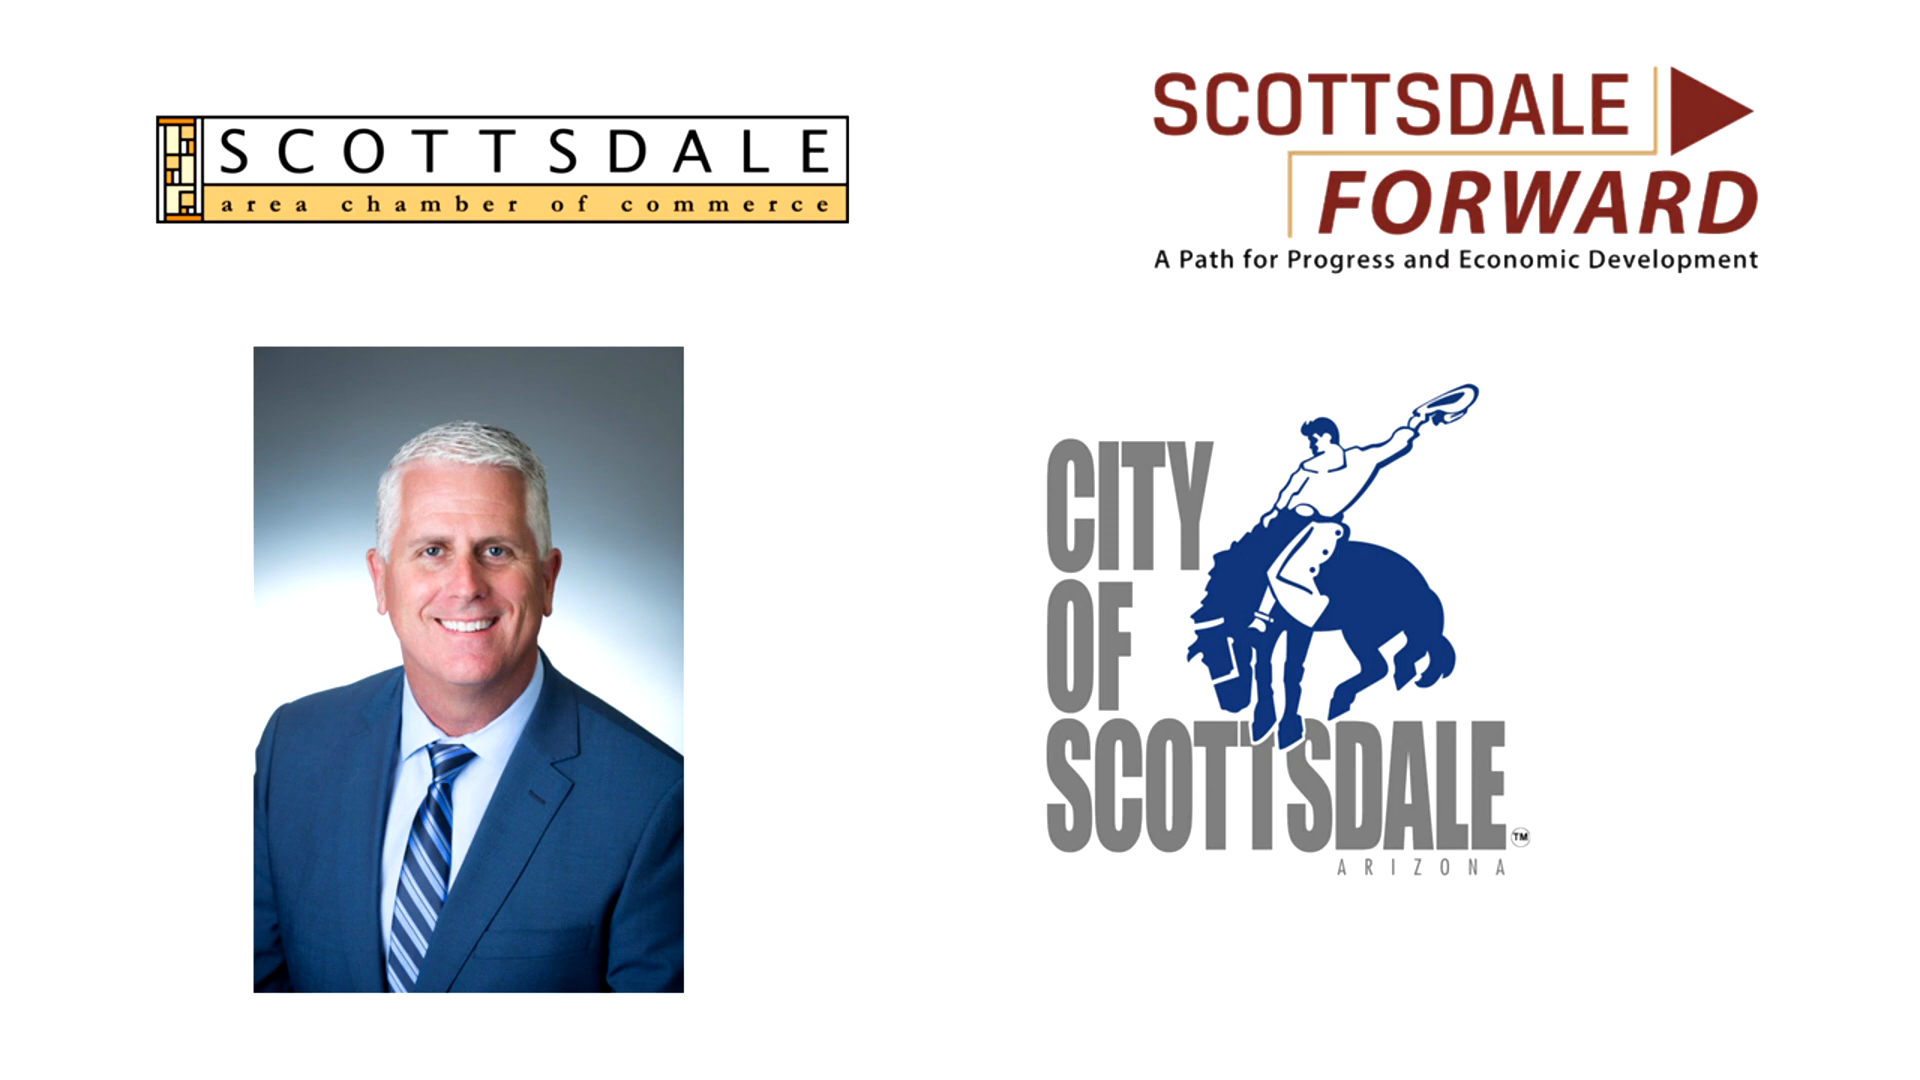 SCOTTSDALE
area chamber of commerce
SCOTTSDALE
FORWARD
A Path for Progress and Economic Development
CITY
OF
SCOTTSDALE
TM
ARIZONA